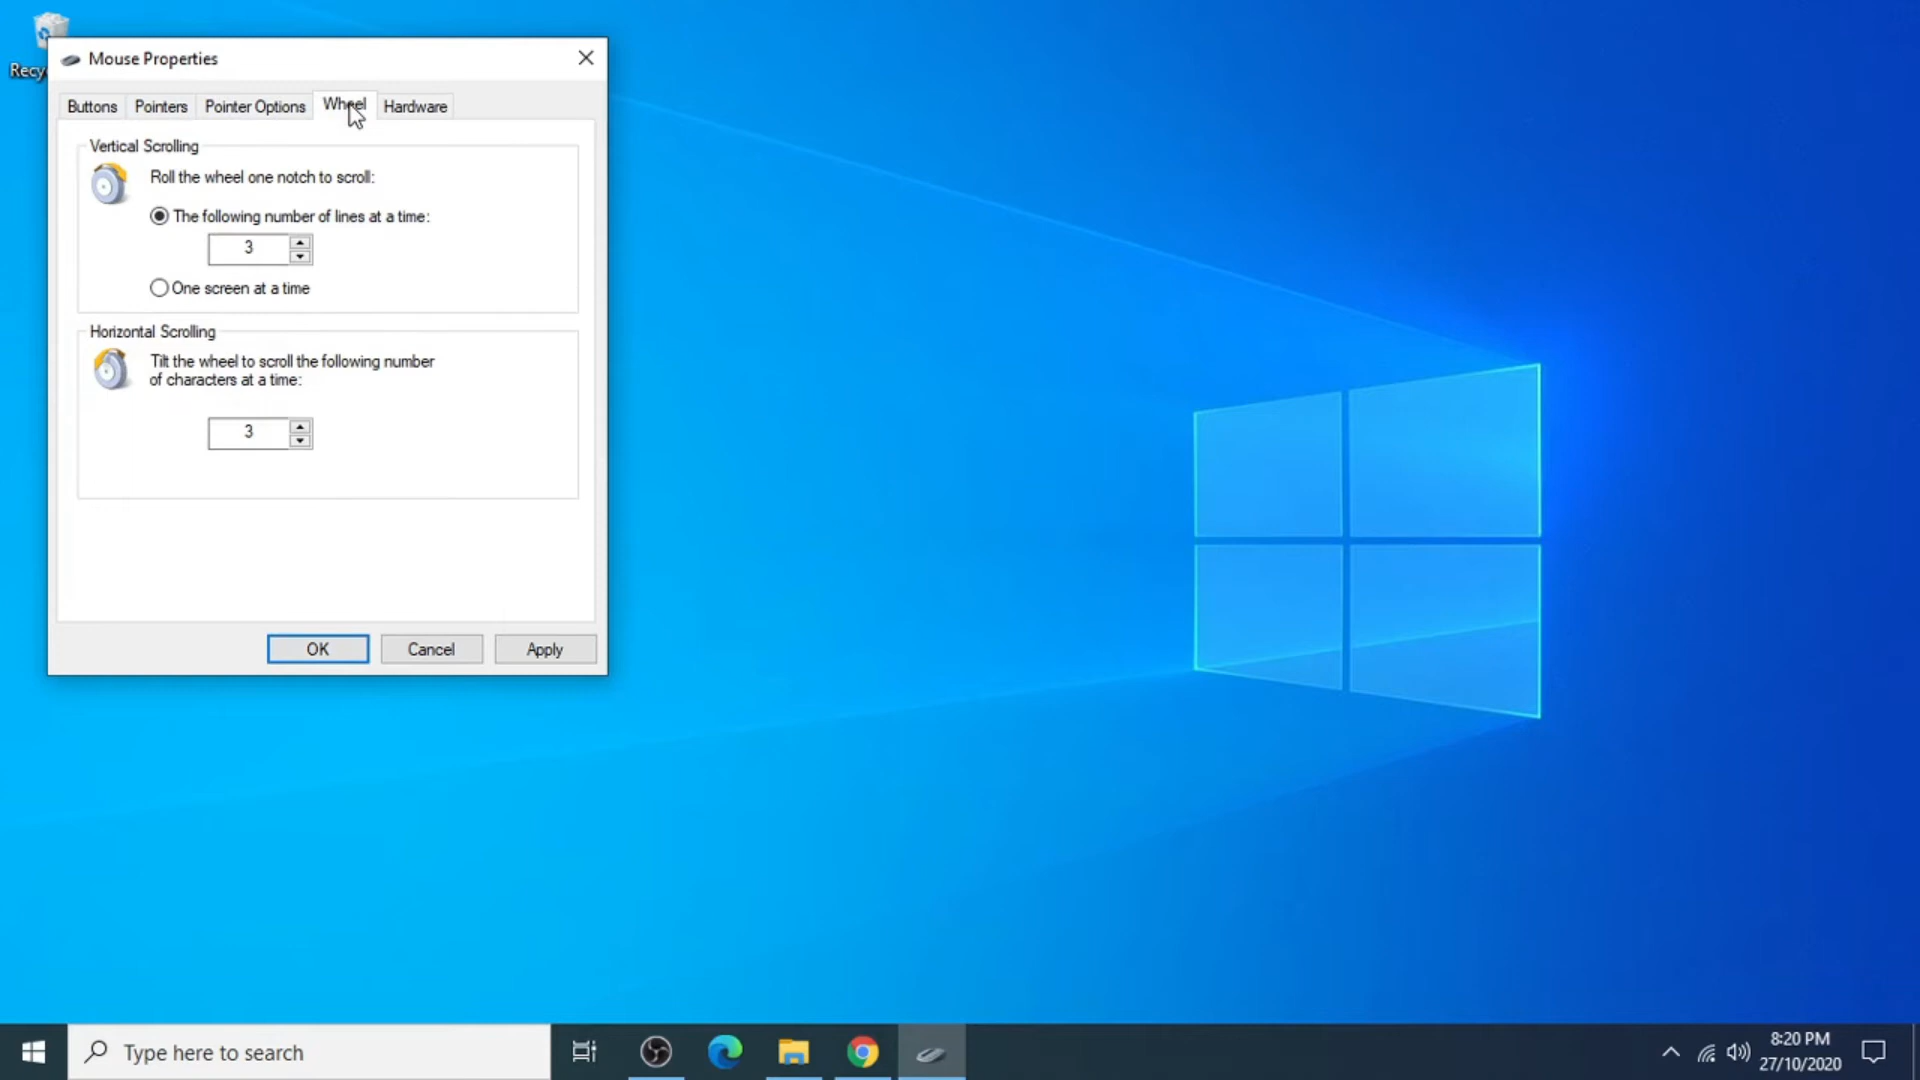 Recy
Mouse Properties
Buttons Pointers Pointer Options Wheel Hardware
Vertical Scrolling
Roll the wheel one notch to scroll:
The following number of lines at a time:
3
One screen at a time
Horizontal Scrolling
Tilt the wheel to scroll the following number
of characters at a time:
3
OK Cancel Apply
Type here to search
8:20 PM
27/10/2020